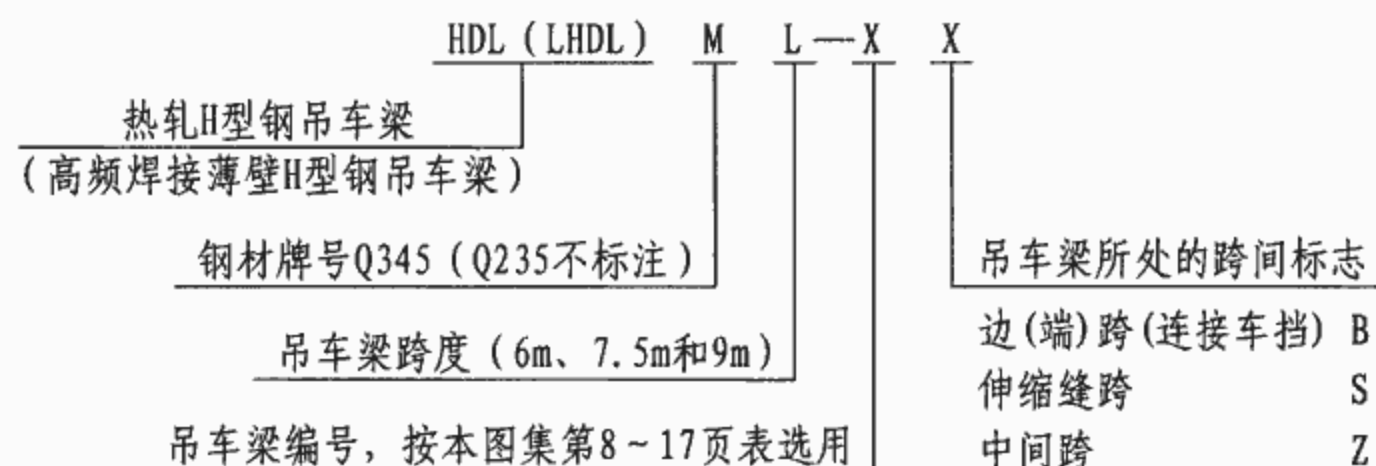 HDL（LHDL） M L—X X
热轧H型钢吊车梁
（高频焊接薄壁H型钢吊车梁）
钢材牌号Q345（Q235不标注）
吊车梁所处的跨间标志
边(端)跨(连接车挡) B
吊车梁跨度（6m、7.5m和9m）
伸缩缝跨 S
吊车梁编号，按本图集第8~17页表选用
中间跨 Z